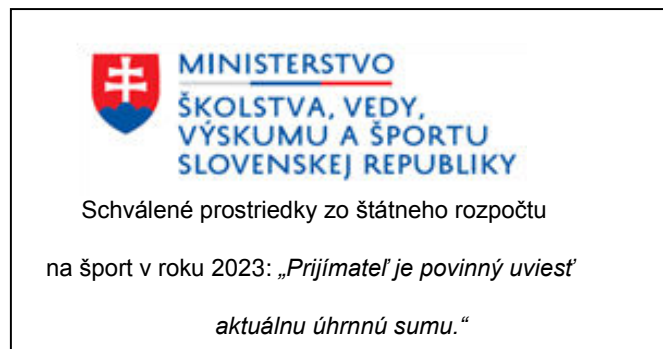 MINISTERSTVO
ŠKOLSTVA, VEDY,
VÝSKUMU A ŠPORTU
SLOVENSKEJ REPUBLIKY
Schválené prostriedky zo štátneho rozpočtu
na šport v roku 2023: „Prijímateľ je povinný uviesť
aktuálnu úhrnnú sumu.“